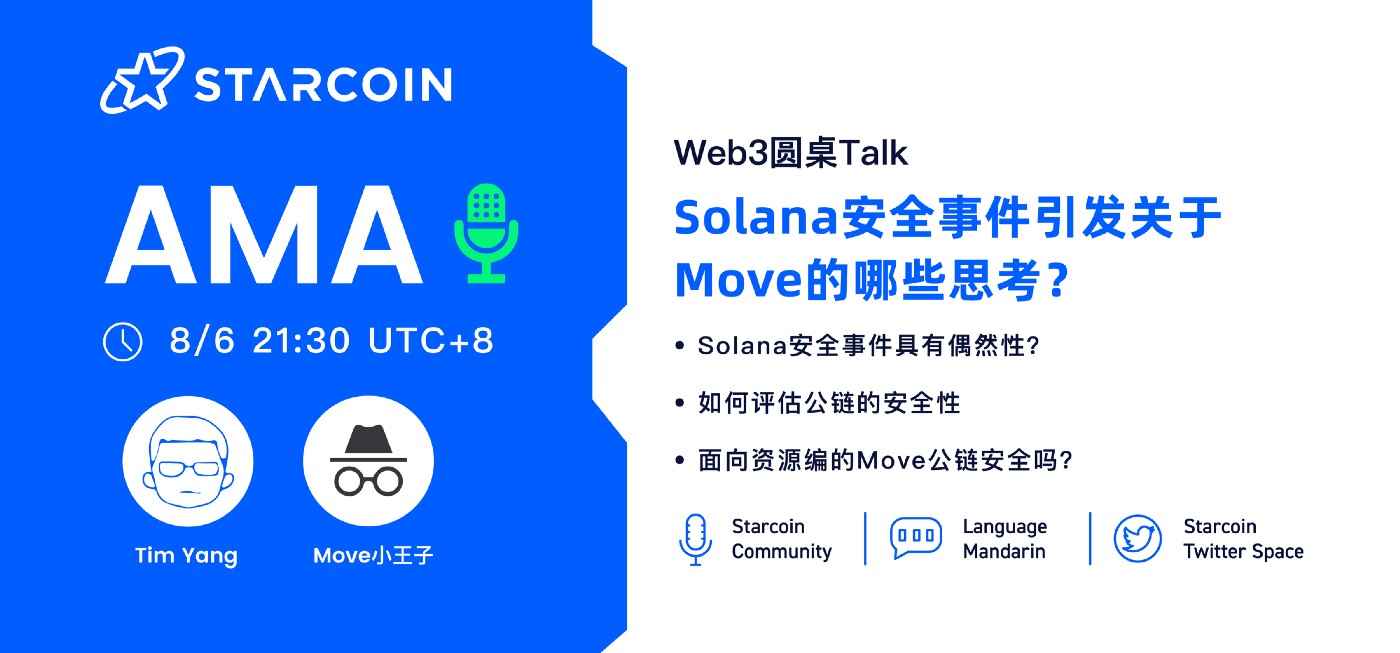 STARCOIN
AMA
8/6 21:30 UTC+8
Tim Yang
Move小王子
Web3圆桌Talk
Solana安全事件引发关于
Move的哪些思考?
• Solana安全事件具有偶然性?
• 如何评估公链的安全性
• 面向资源编的Move公链安全吗?
Starcoin
Community
Language
Mandarin
Starcoin
Twitter Space